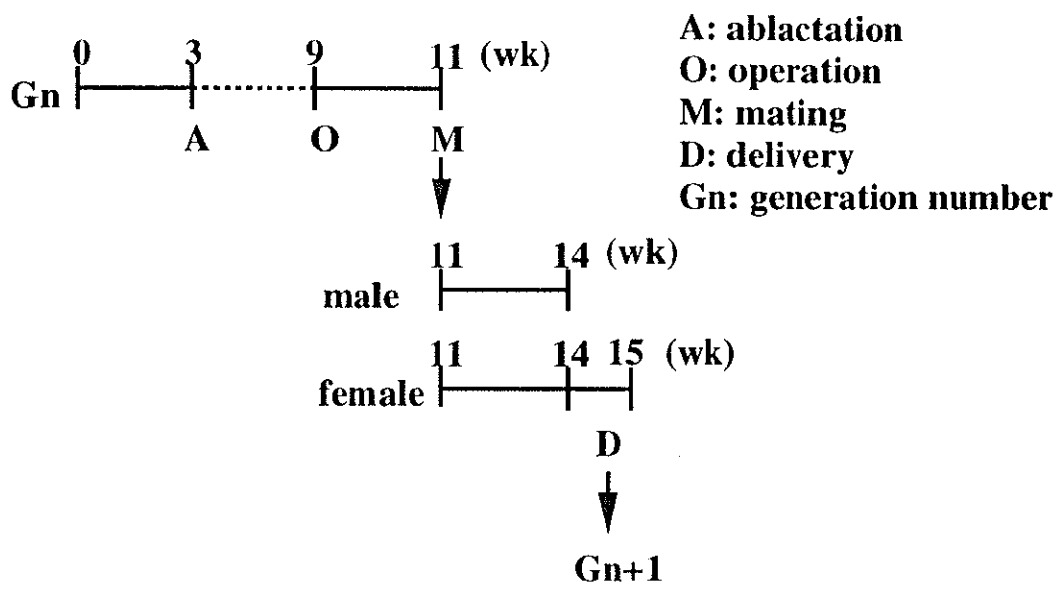 0 3 9 11 (wk)
Gn
A O M
A: ablactation
O: operation
M: mating
D: delivery
Gn: generation number
11 14 (wk)
male
11 14 15 (wk)
female
D
Gn+1